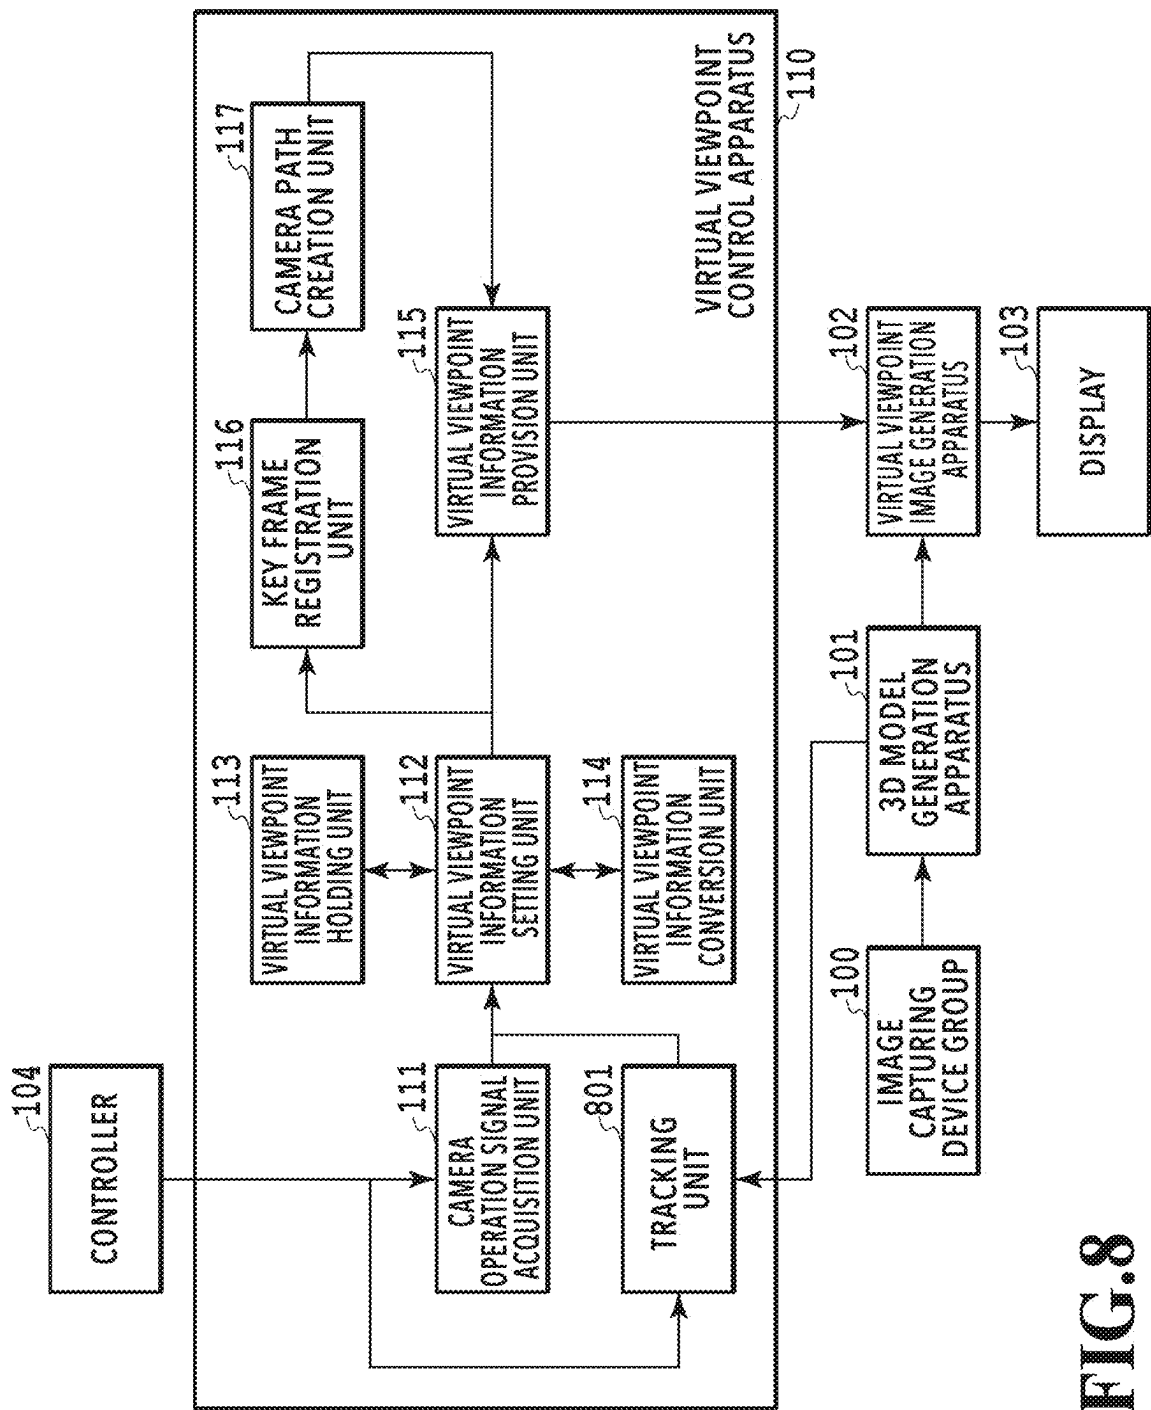 104
CONTROLLER
111
CAMERA
OPERATION SIGNAL
ACQUISITION UNIT
801
TRACKING
UNIT
113
VIRTUAL VIEWPOINT
INFORMATION
HOLDING UNIT
112
VIRTUAL VIEWPOINT
INFORMATION
SETTING UNIT
114
VIRTUAL VIEWPOINT
INFORMATION
CONVERSION UNIT
116
KEY FRAME
REGISTRATION
UNIT
117
CAMERA PATH
CREATION UNIT
115
VIRTUAL VIEWPOINT
INFORMATION
PROVISION UNIT
VIRTUAL VIEWPOINT
CONTROL APPARATUS
110
100
IMAGE
CAPTURING
DEVICE GROUP
101
3D MODEL
GENERATION
APPARATUS
102
VIRTUAL VIEWPOINT
IMAGE GENERATION
APPARATUS
103
DISPLAY
FIG.8